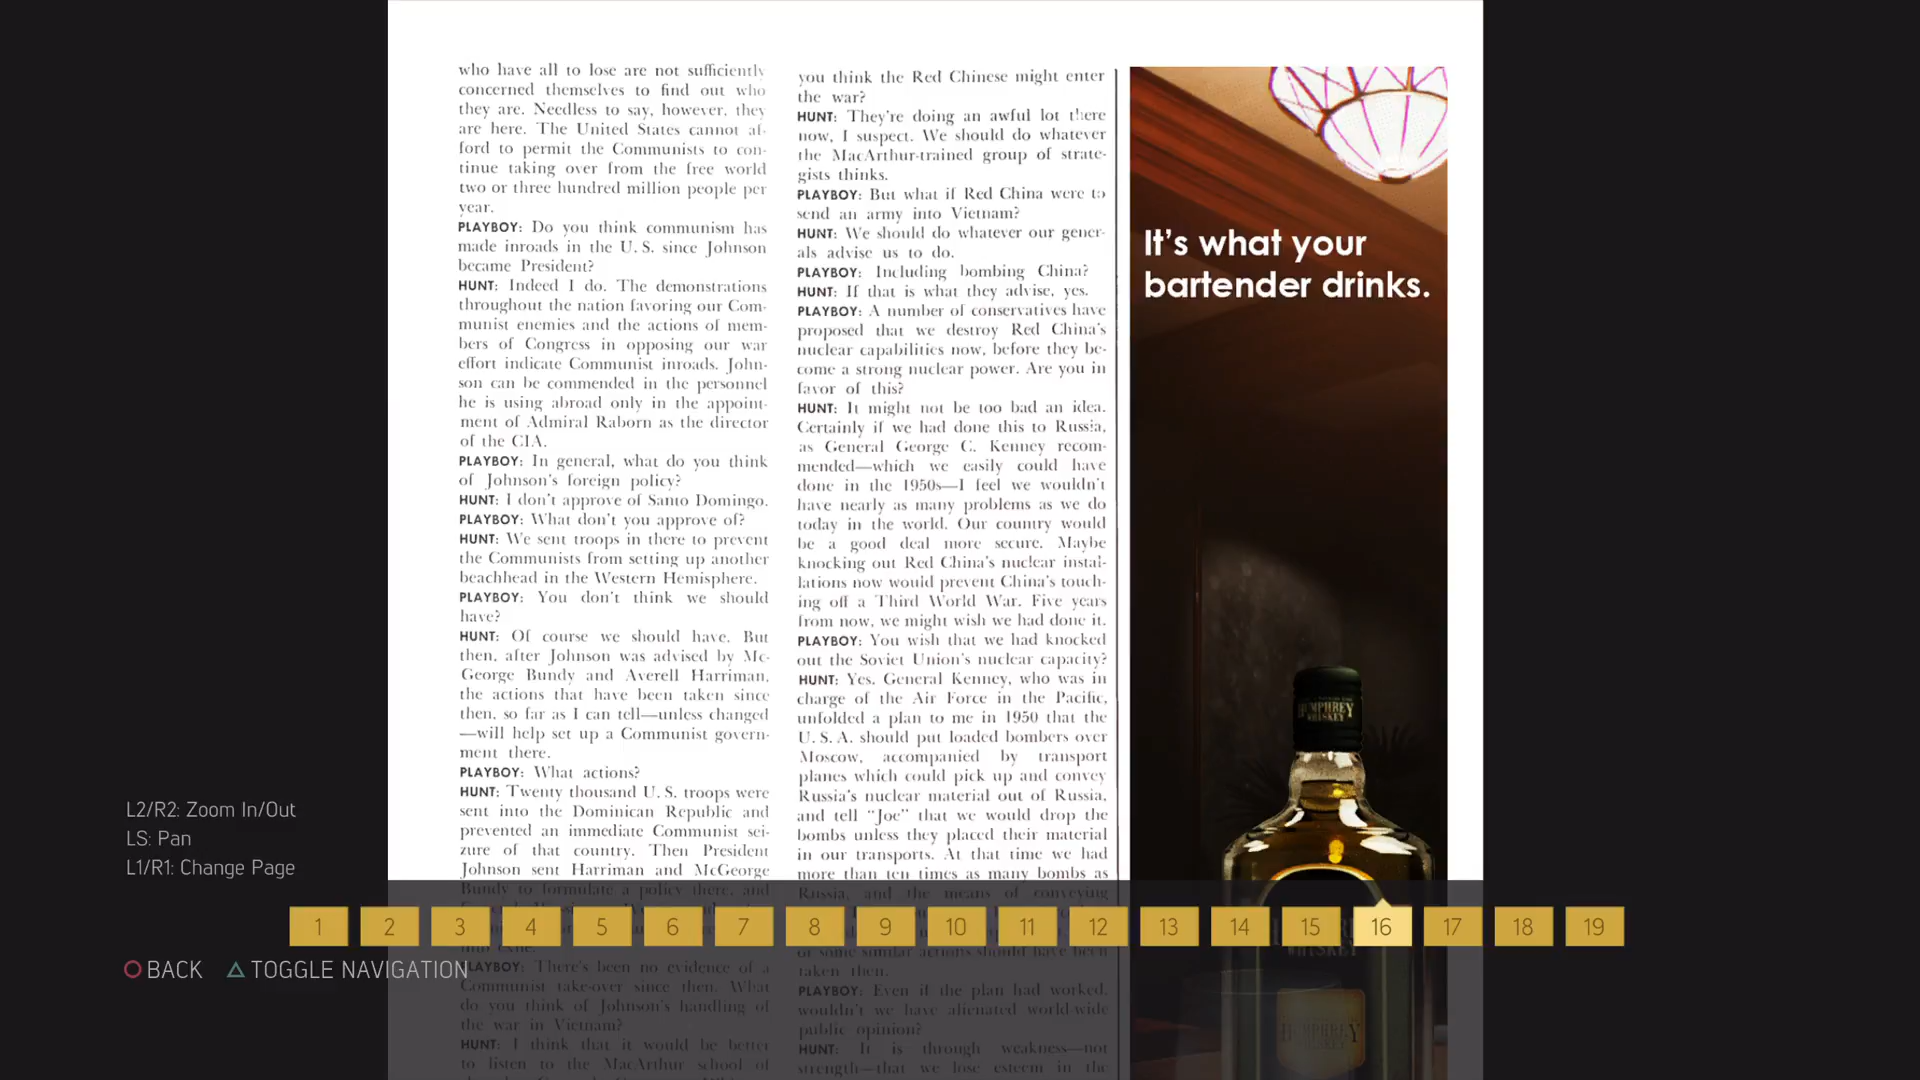 who have all to lose are not sufficiently
concerned themselves to find out who
they are. Needless to say, however, they
are here. The United States cannot af-
ford to permit the Communists to con-
tinue taking over from the free world
two or three hundred million people per
year.
PLAYBOY: Do you think communism has
made inroads in the U. S. since Johnson
became President?
HUNT: Indeed I do. The demonstrations
throughout the nation favoring our Com-
munist enemies and the actions of mem-
bers of Congress in opposing our war
effort indicate Communist inroads. John-
son can be commended in the personnel
he is using abroad only in the appoint-
ment of Admiral Raborn as the director
of the CIA.
PLAYBOY: In general, what do you think
of Johnson's foreign policy?
HUNT: I don't approve of Santo Domingo.
PLAYBOY: What don't you approve of?
HUNT: We sent troops in there to prevent
the Communists from setting up another
beachhead in the Western Hemisphere.
PLAYBOY: You don't think we should
have?
HUNT: Of course we should have. But
then, after Johnson was advised by Mc-
George Bundy and Averell Harriman,
the actions that have been taken since
then, so far as I can tell—unless changed
—will help set up a Communist govern-
ment there.
PLAYBOY: What actions?
HUNT: Twenty thousand U. S. troops were
sent into the Dominican Republic and
prevented an immediate Communist sei-
zure of that country. Then President
Johnson sent Harriman and McGeorge
Bundy to formulate a policy there, and
into exile.
PLAYBOY: There's been no evidence of a
Communist take-over since then. What
do you think of Johnson's handling of
the war in Vietnam?
HUNT: I think that it would be better
to listen to the MacArthur school of
you think the Red Chinese might enter
the war?
HUNT: They're doing an awful lot there
now, I suspect. We should do whatever
the MacArthur-trained group of strate-
gists thinks.
PLAYBOY: But what if Red China were to
send an army into Vietnam?
HUNT: We should do whatever our gener-
als advise us to do.
PLAYBOY: Including bombing China?
HUNT: If that is what they advise, yes.
PLAYBOY: A number of conservatives have
proposed that we destroy Red China's
nuclear capabilities now, before they be-
come a strong nuclear power. Are you in
favor of this?
HUNT: It might not be too bad an idea.
Certainly if we had done this to Russia,
as General George C. Kenney recom-
mended—which we easily could have
done in the 1950s—I feel we wouldn't
have nearly as many problems as we do
today in the world. Our country would
be a good deal more secure. Maybe
knocking out Red China's nuclear instal-
lations now would prevent China's touch-
ing off a Third World War. Five years
from now, we might wish we had done it.
PLAYBOY: You wish that we had knocked
out the Soviet Union's nuclear capacity?
HUNT: Yes. General Kenney, who was in
charge of the Air Force in the Pacific,
unfolded a plan to me in 1950 that the
U. S. A. should put loaded bombers over
Moscow, accompanied by transport
planes which could pick up and convey
Russia's nuclear material out of Russia,
and tell "Joe" that we would drop the
bombs unless they placed their material
in our transports. At that time we had
more than ten times as many bombs as
Russia, and the means of conveying
or some similar actions should have been
taken then.
PLAYBOY: Even if the plan had worked,
wouldn't we have alienated world-wide
public opinion?
HUNT: It is through weakness—not
strength—that we lose esteem in the
It's what your
bartender drinks.
HUMPHREY
WHISKEY
WHISKEY
HUMPHREY
L2/R2: Zoom In/Out
LS: Pan
L1/R1: Change Page
1 2 3 4 5 6 7 8 9 10 11 12 13 14 15 16 17 18 19
BACK TOGGLE NAVIGATION